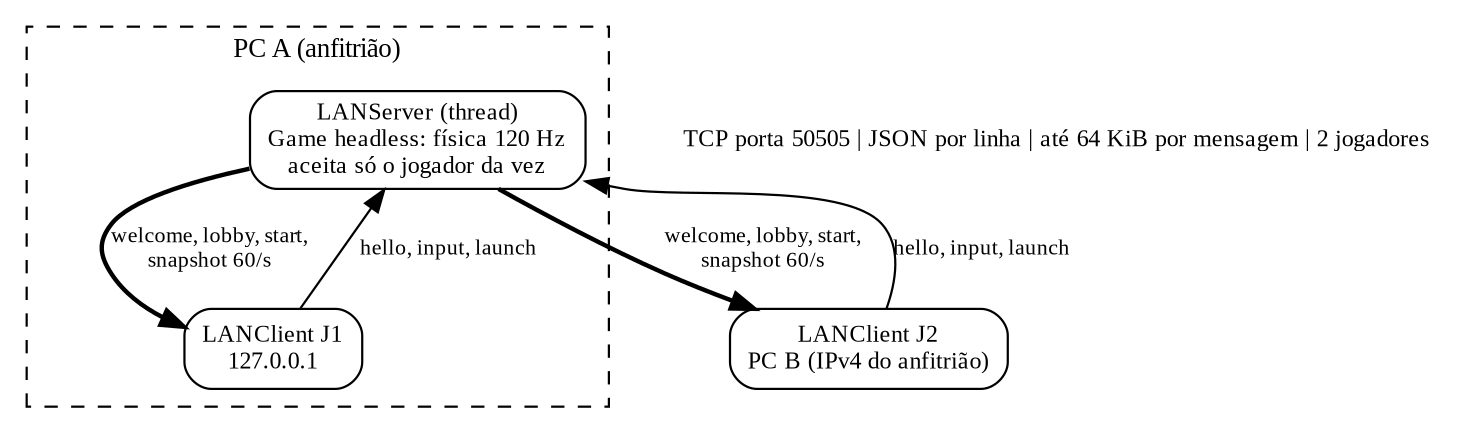 PC A (anfitrião)
LANServer (thread)
Game headless: física 120 Hz
aceita só o jogador da vez
TCP porta 50505 | JSON por linha | até 64 KiB por mensagem | 2 jogadores
welcome, lobby, start,
snapshot 60/s
hello, input, launch
welcome, lobby, start,
snapshot 60/s
hello, input, launch
LANClient J1
127.0.0.1
LANClient J2
PC B (IPv4 do anfitrião)